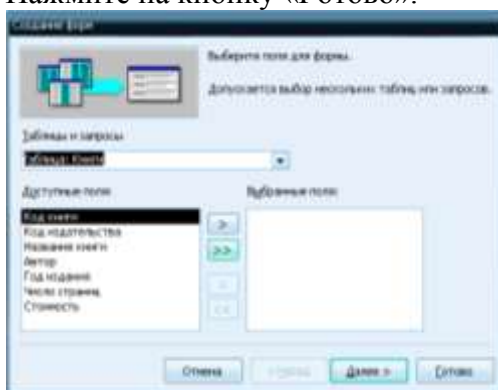 Нажмите на кнопку «Готово».
Создание форм
Выберите поля для формы.
Допускается выбор нескольких таблиц или запросов.
Таблицы и запросы
Таблица: Книги
Доступные поля:
Выбранные поля:
Код книги
Код издательства
Название книги
Автор
Год издания
Число страниц
Стоимость
>
>>
<
<<
Отмена
< Назад
Далее >
Готово